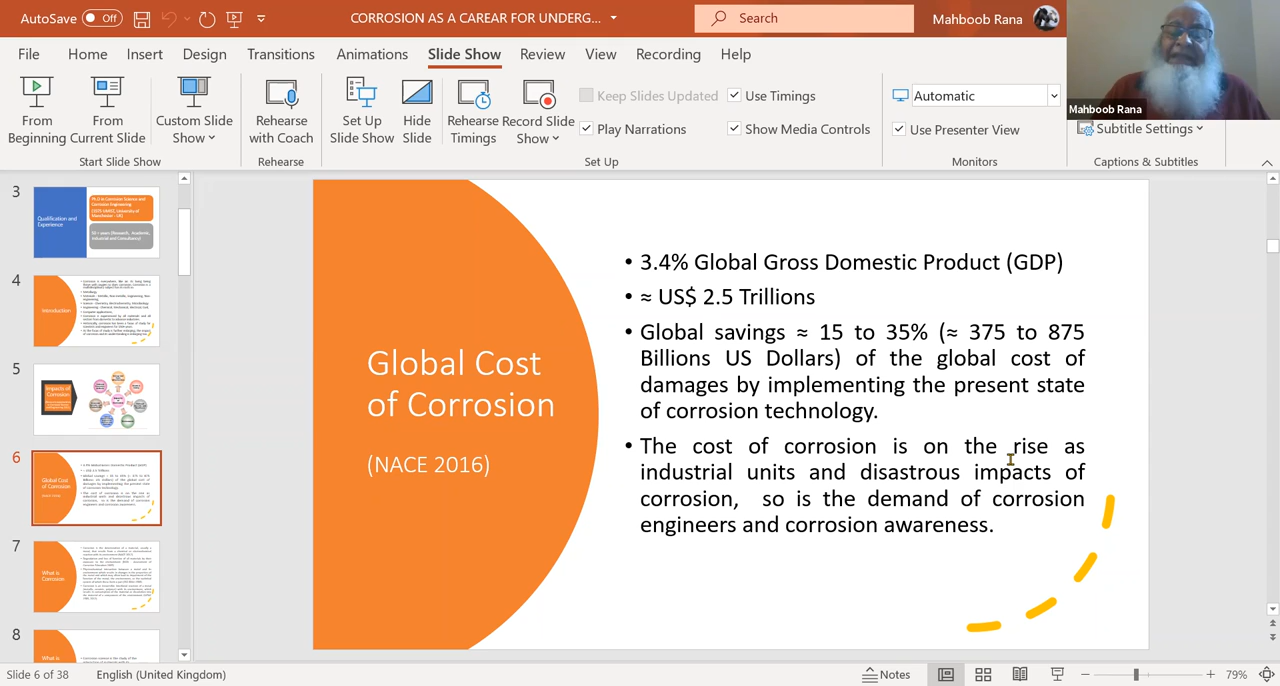 AutoSave Off CORROSION AS A CAREAR FOR UNDERG... Search Mahboob Rana
File Home Insert Design Transitions Animations Slide Show Review View Recording Help
From Beginning
From Current Slide
Custom Slide Show
Rehearse with Coach
Set Up Slide Show
Hide Slide
Rehearse Timings
Record Slide Show
Keep Slides Updated
Play Narrations
Use Timings
Show Media Controls
Automatic
Use Presenter View
Mahboob Rana
Subtitle Settings
Start Slide Show Rehearse Set Up Monitors Captions & Subtitles
3
Qualification and
Experience
4
Introduction
5
Impacts of
Corrosion
6
Global Cost
of Corrosion
7
What is
Corrosion
8
Global Cost
of Corrosion
(NACE 2016)
• 3.4% Global Gross Domestic Product (GDP)
• ≈ US$ 2.5 Trillions
• Global savings ≈ 15 to 35% (≈ 375 to 875
Billions US Dollars) of the global cost of
damages by implementing the present state
of corrosion technology.
• The cost of corrosion is on the rise as
industrial units and disastrous impacts of
corrosion, so is the demand of corrosion
engineers and corrosion awareness.
Slide 6 of 38 English (United Kingdom) Notes 79%